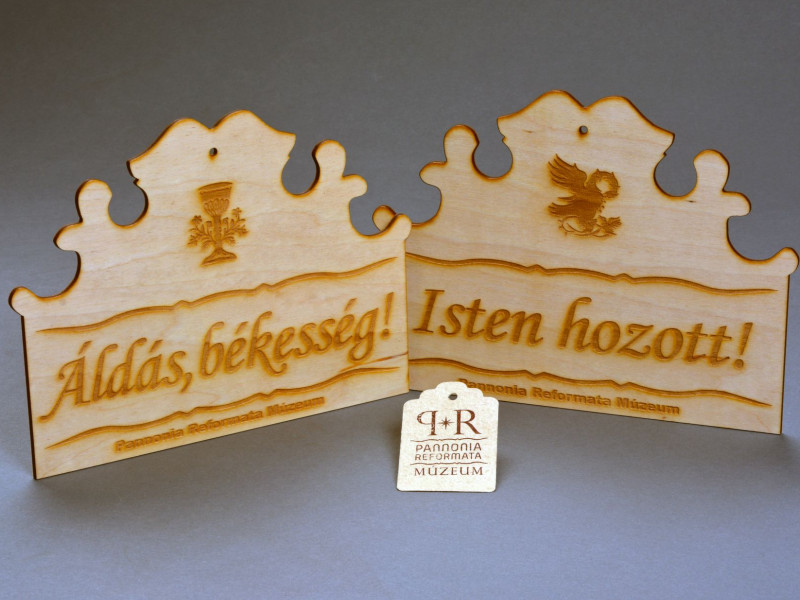 Áldás, békesség!
Pannonia Reformata Múzeum
Isten hozott!
Pannonia Reformata Múzeum
P*R
PANNONIA
REFORMATA
MÚZEUM